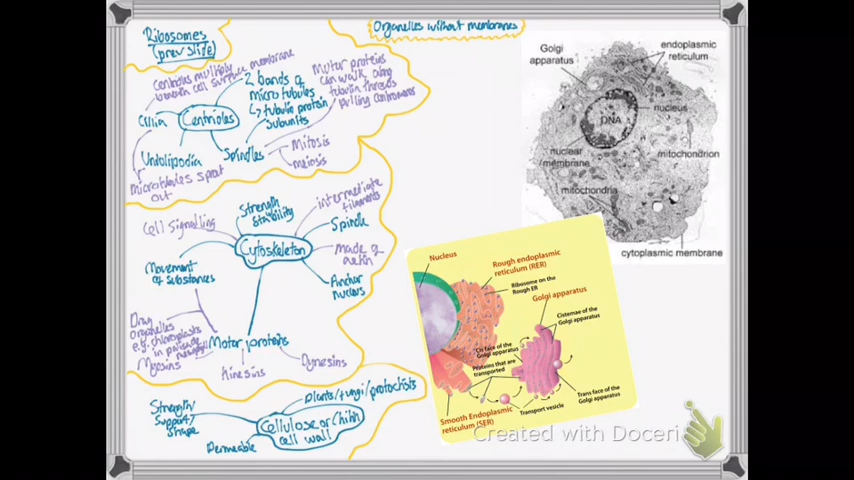 Organelles without membranes
Ribosomes
(prev slide)
centrioles multiply
beneath cell surface membrane
2 bands of
microtubules
↳ tubulin protein
subunits
Motor proteins
can walk along
tubulin threads
pulling centromeres
Cilia
Centrioles
Undolipodia
Spindles
Mitosis
meiosis
microtubules sprout
out
Cell signalling
Strength
stability
intermediate
filaments
Spindle
Cytoskeleton
made of
actin
Movement
of substances
Anchor
nucleus
Drag
organelles
e.g. chloroplasts
in palisade
mesophyll
Motor proteins
Myosins
Kinesins
Dynesins
Plants/fungi/protoctists
Strength/
support/
shape
Cellulose or Chitin
cell wall
Permeable
Golgi
apparatus
endoplasmic
reticulum
nucleus
DNA
nuclear
membrane
mitochondrion
mitochondria
cytoplasmic membrane
Nucleus
Rough endoplasmic
reticulum (RER)
Ribosome on the
Rough ER
Golgi apparatus
Cisternae of the
Golgi apparatus
Cis face of the
Golgi apparatus
Proteins that are
transported
Trans face of the
Golgi apparatus
Transport vesicle
Smooth Endoplasmic
reticulum (SER)
Created with Doceri